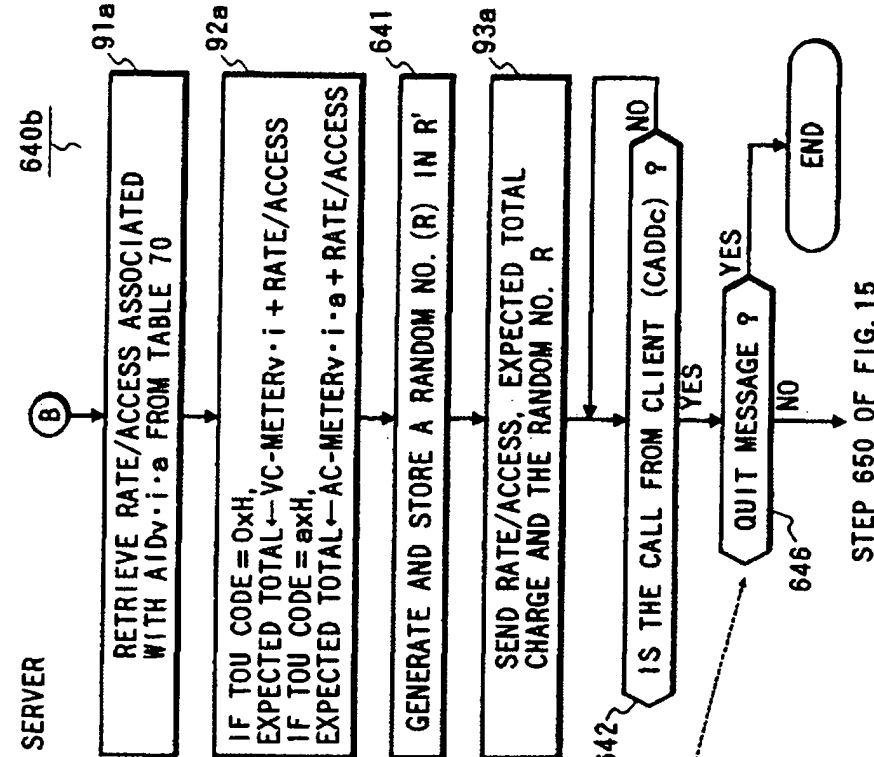 SERVER
640b
B
91a
RETRIEVE RATE/ACCESS ASSOCIATED
WITH AIDv·i·a FROM TABLE 70
92a
IF TOU CODE=0xH,
EXPECTED TOTAL←VC-METERv·i+RATE/ACCESS
IF TOU CODE=axH,
EXPECTED TOTAL←AC-METERv·i·a+RATE/ACCESS
641
GENERATE AND STORE A RANDOM NO. (R) IN R'
93a
SEND RATE/ACCESS, EXPECTED TOTAL
CHARGE AND THE RANDOM NO. R
642
IS THE CALL FROM CLIENT (CADDc) ?
NO
YES
QUIT MESSAGE ?
YES
646
NO
END
STEP 650 OF FIG. 15